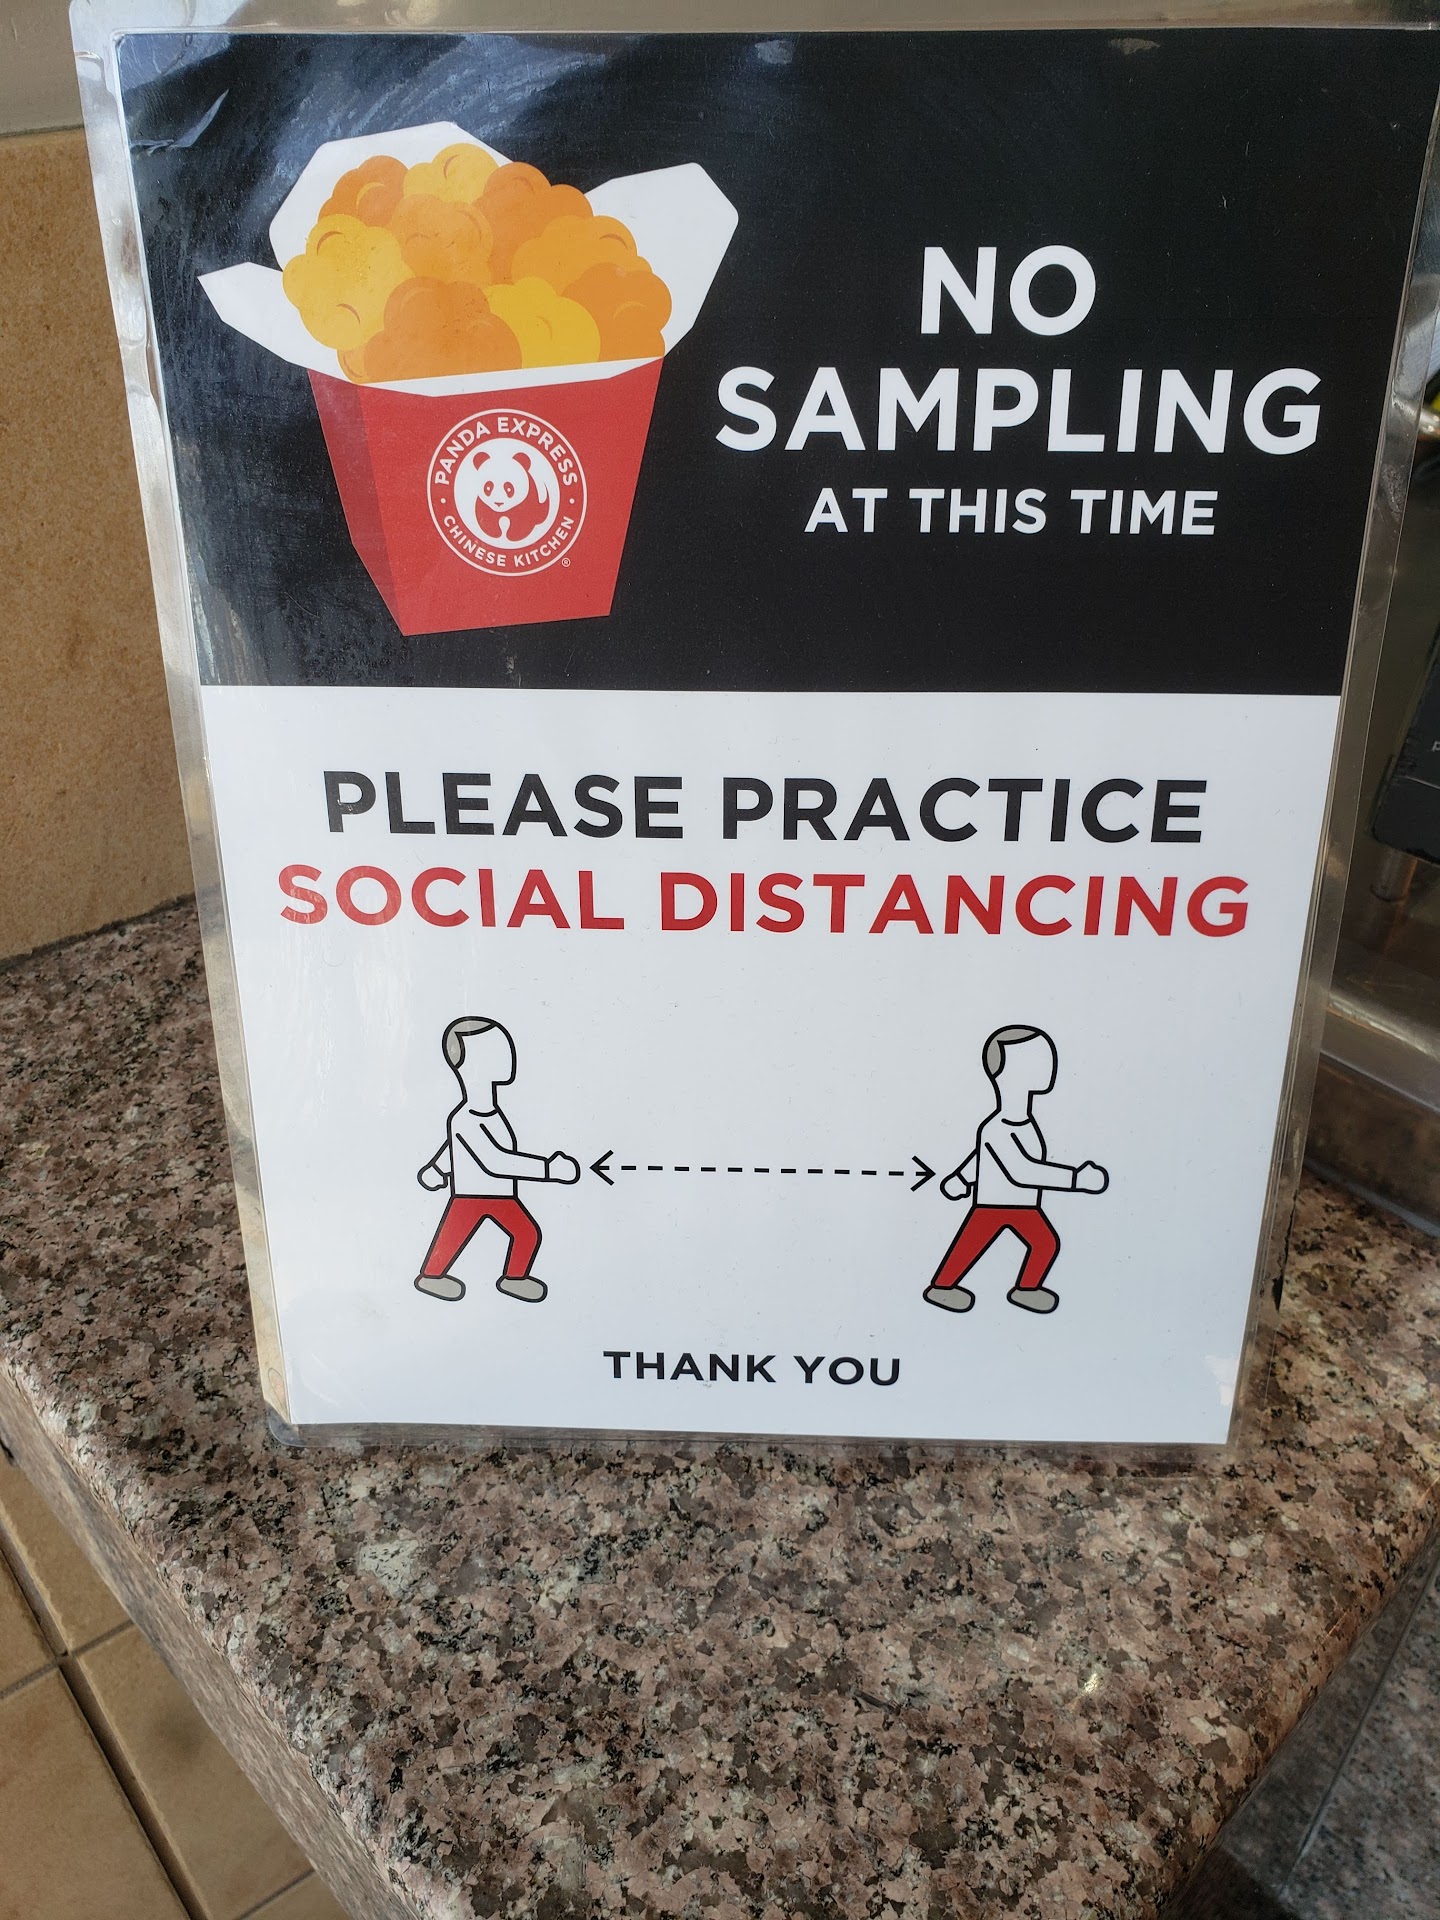 PANDA EXPRESS
CHINESE KITCHEN
®
NO
SAMPLING
AT THIS TIME
PLEASE PRACTICE
SOCIAL DISTANCING
THANK YOU